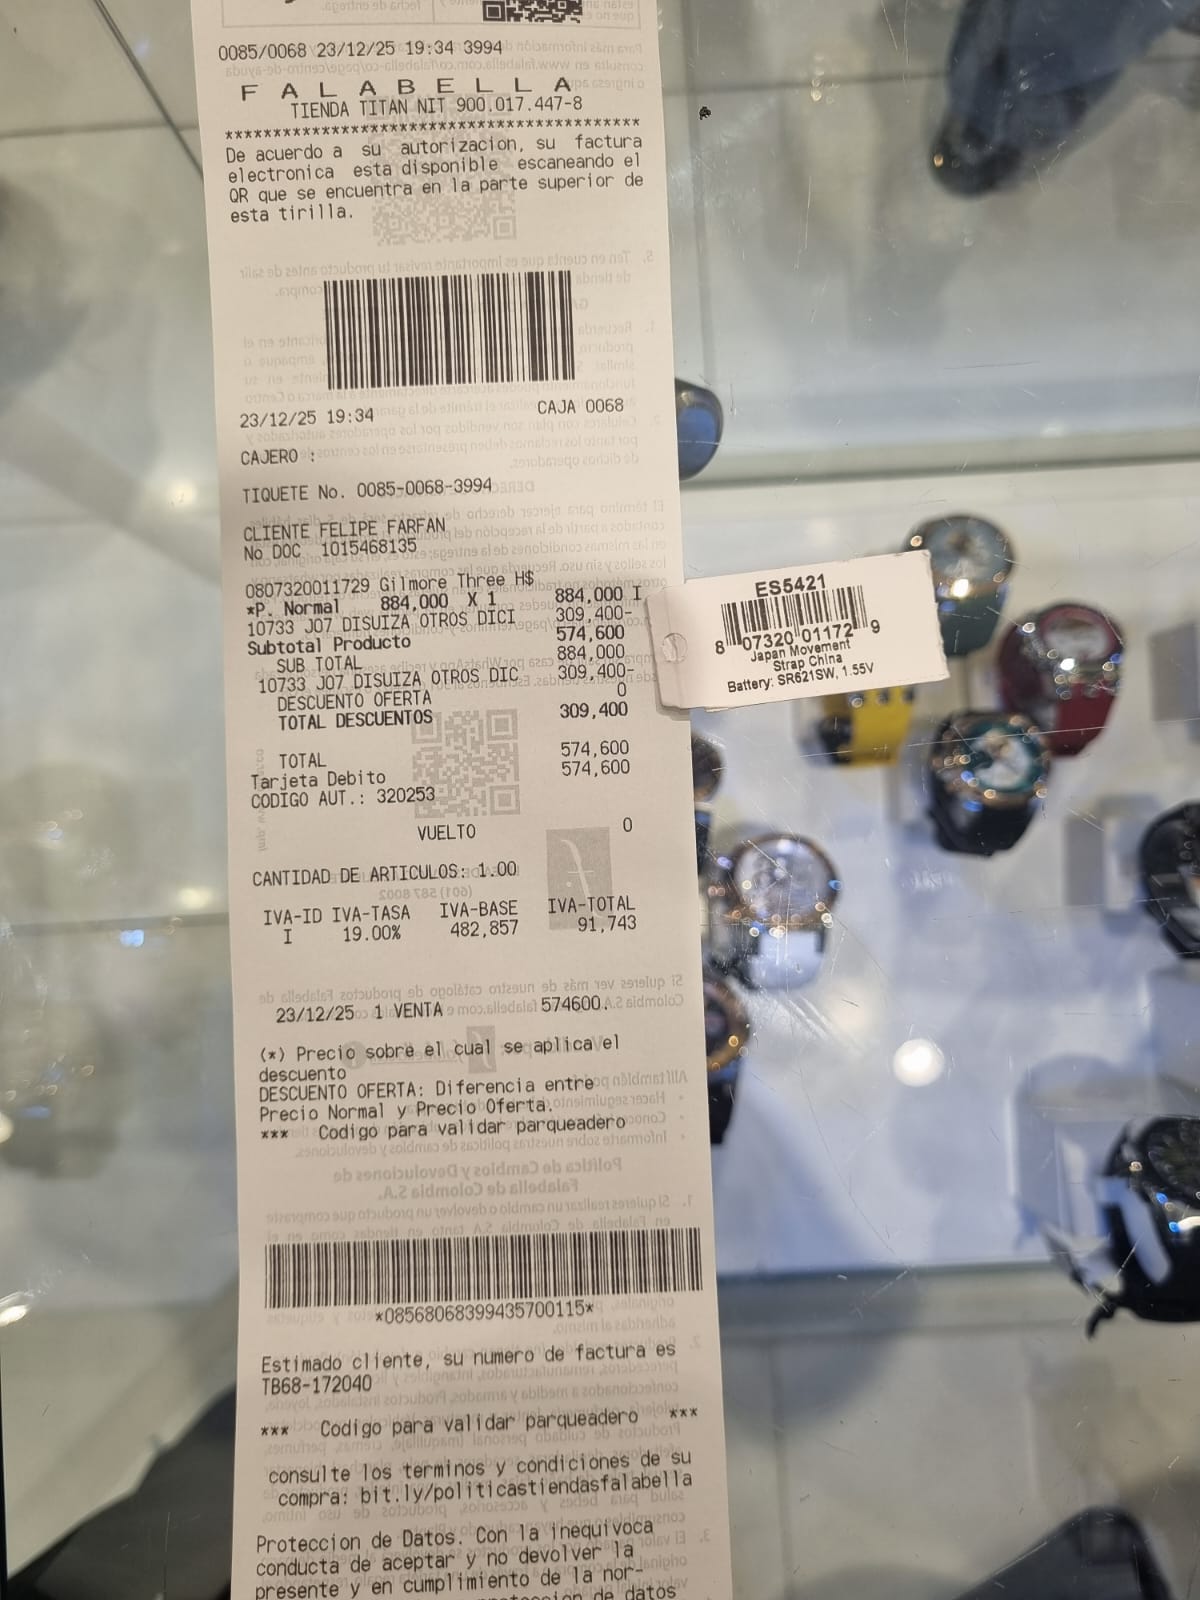 0085/0068 23/12/25 19:34 3994
FALABELLA
TIENDA TITAN NIT 900.017.447-8
*******************************************
De acuerdo a su autorizacion, su factura
electronica esta disponible escaneando el
QR que se encuentra en la parte superior de
esta tirilla.
23/12/25 19:34 CAJA 0068
CAJERO :
TIQUETE No. 0085-0068-3994
CLIENTE FELIPE FARFAN
No DOC 1015468135
0807320011729 Gilmore Three H$
*P. Normal 884,000 X 1 884,000 I
10733 J07 DISUIZA OTROS DICI 309,400-
Subtotal Producto 574,600
SUB TOTAL 884,000
10733 J07 DISUIZA OTROS DIC 309,400-
DESCUENTO OFERTA 0
TOTAL DESCUENTOS 309,400
TOTAL 574,600
Tarjeta Debito 574,600
CODIGO AUT.: 320253
VUELTO 0
CANTIDAD DE ARTICULOS: 1.00
IVA-ID IVA-TASA IVA-BASE IVA-TOTAL
I 19.00% 482,857 91,743
23/12/25 1 VENTA 574600.
(*) Precio sobre el cual se aplica el
descuento
DESCUENTO OFERTA: Diferencia entre
Precio Normal y Precio Oferta.
*** Codigo para validar parqueadero
*08568068399435700115*
Estimado cliente, su numero de factura es
TB68-172040
*** Codigo para validar parqueadero ***
consulte los terminos y condiciones de su
compra: bit.ly/politicastiendasfalabella
Proteccion de Datos. Con la inequivoca
conducta de aceptar y no devolver la
presente y en cumplimiento de la nor-
de datos
ES5421
8 07320 01172 9
Japan Movement
Strap China
Battery: SR621SW, 1.55V